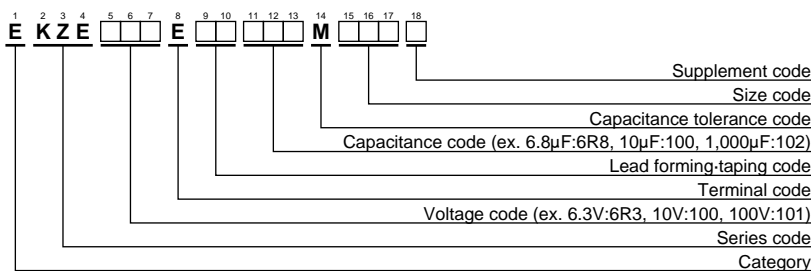 1 2 3 4 5 6 7 8 9 10 11 12 13 14 15 16 17 18
E KZE E M
Supplement code
Size code
Capacitance tolerance code
Capacitance code (ex. 6.8μF:6R8, 10μF:100, 1,000μF:102)
Lead forming·taping code
Terminal code
Voltage code (ex. 6.3V:6R3, 10V:100, 100V:101)
Series code
Category